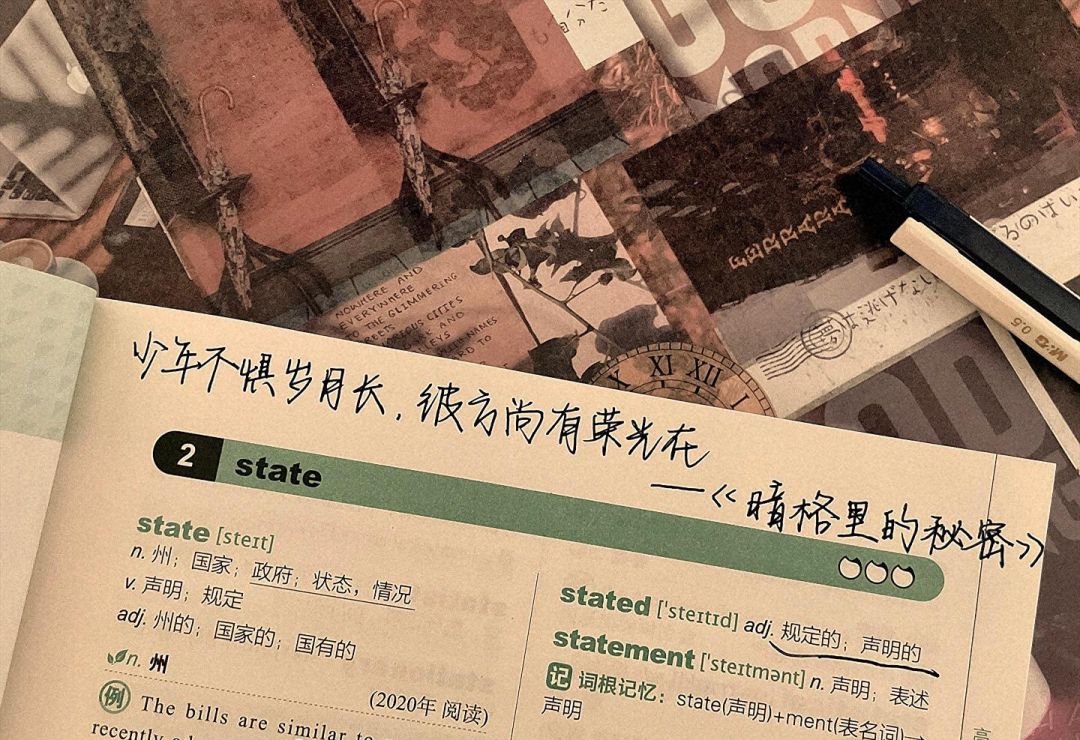 NOWHERE AND
EVERYWHERE
THE GLIMMERING
CITIES
AND
NAMES
TO
FERRARA
X XI XII I
M&G 0.5
少年不惧岁月长，彼方尚有荣光在
——《暗格里的秘密》
2 state
state [steɪt]
n. 州；国家；政府；状态，情况
v. 声明；规定
adj. 州的；国家的；国有的
n. 州
(2020年 阅读)
例 The bills are similar to
recently
stated ['steɪtɪd] adj. 规定的；声明的
statement ['steɪtmənt] n. 声明；表述
记 词根记忆：state(声明)+ment(表名词)→
声明
高